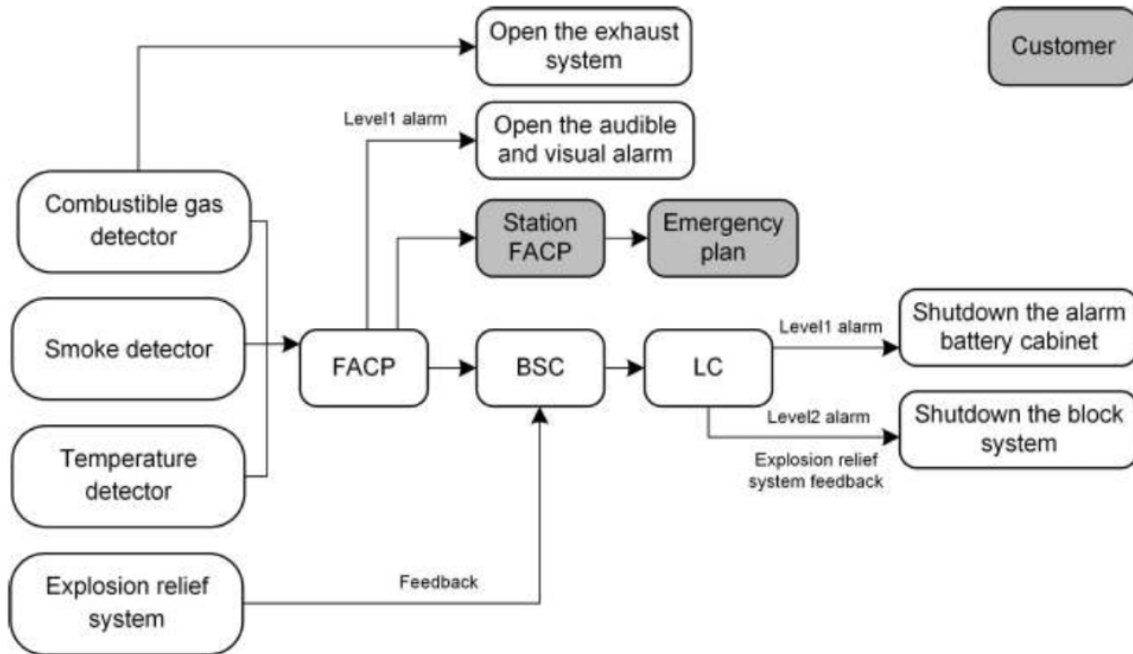 Open the exhaust
system
Customer
Level1 alarm
Open the audible
and visual alarm
Combustible gas
detector
Station
FACP
Emergency
plan
Smoke detector
FACP
BSC
LC
Level1 alarm
Shutdown the alarm
battery cabinet
Level2 alarm
Shutdown the block
system
Explosion relief
system feedback
Temperature
detector
Explosion relief
system
Feedback